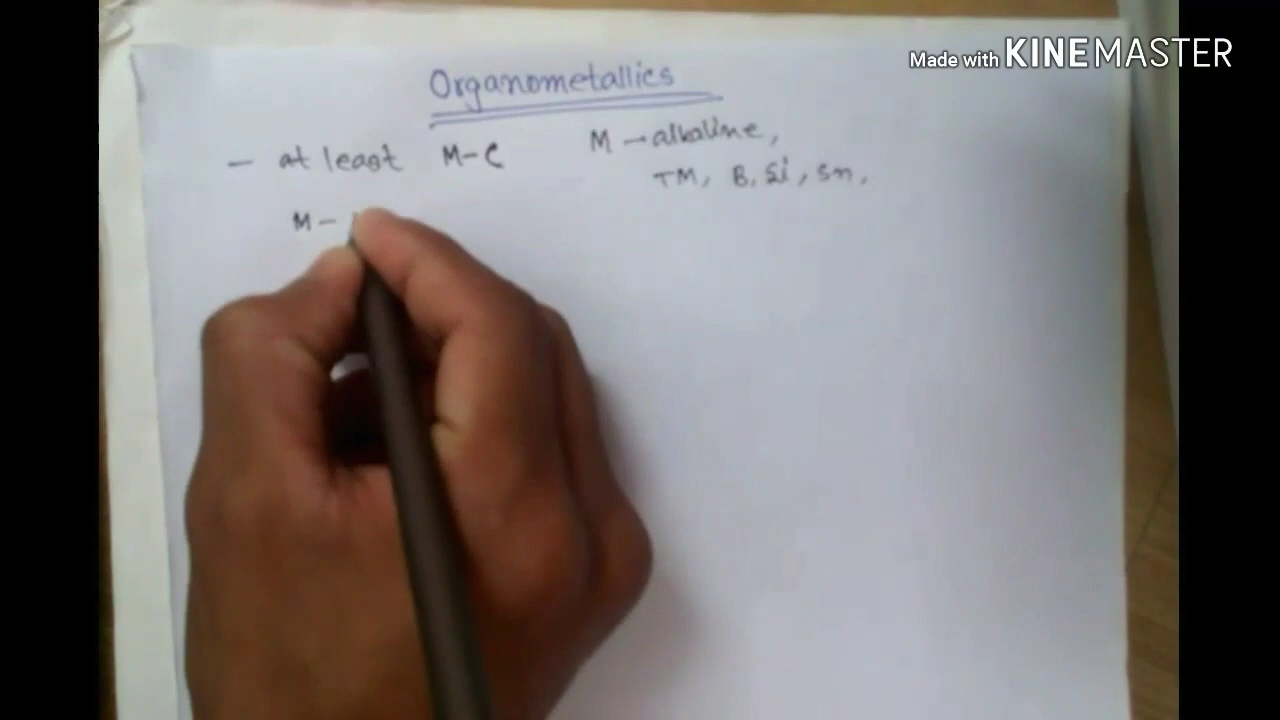 Made with KINEMASTER
Organometallics
– at least M-C M – alkaline,
TM, B, Si, Sn,
M –